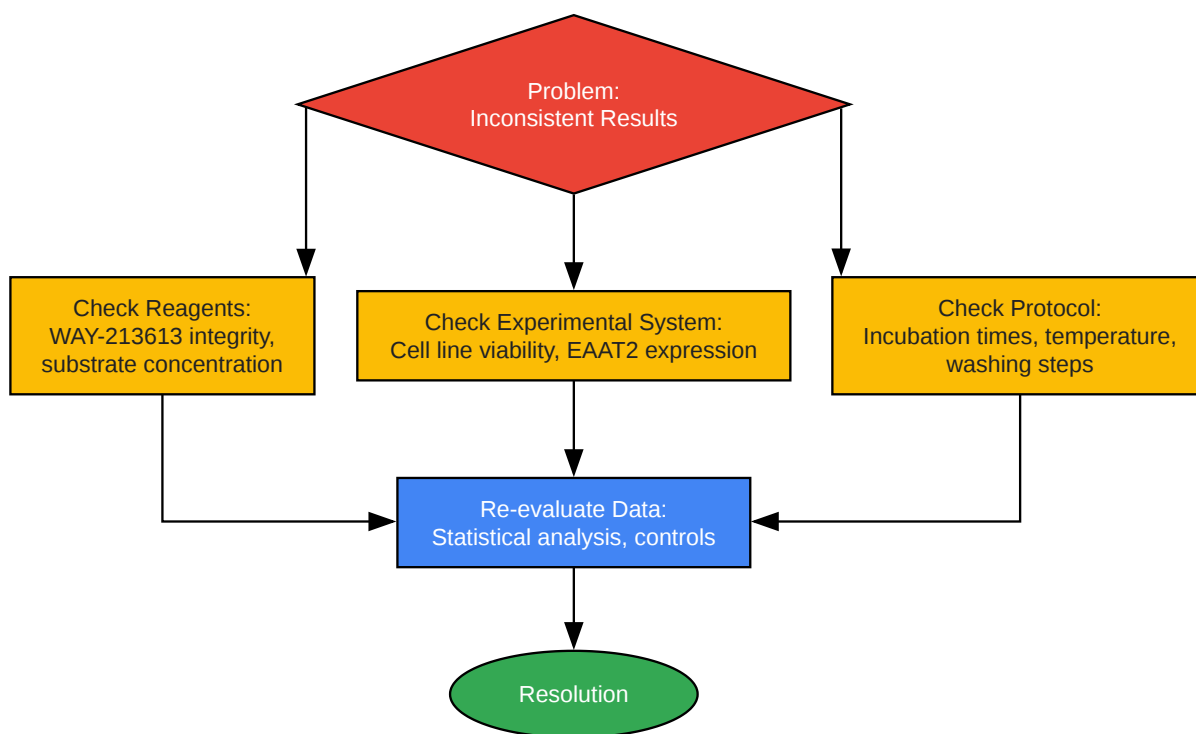 Problem:
Inconsistent Results
Check Reagents:
WAY-213613 integrity,
substrate concentration
Check Experimental System:
Cell line viability, EAAT2 expression
Check Protocol:
Incubation times, temperature,
washing steps
Re-evaluate Data:
Statistical analysis, controls
Resolution